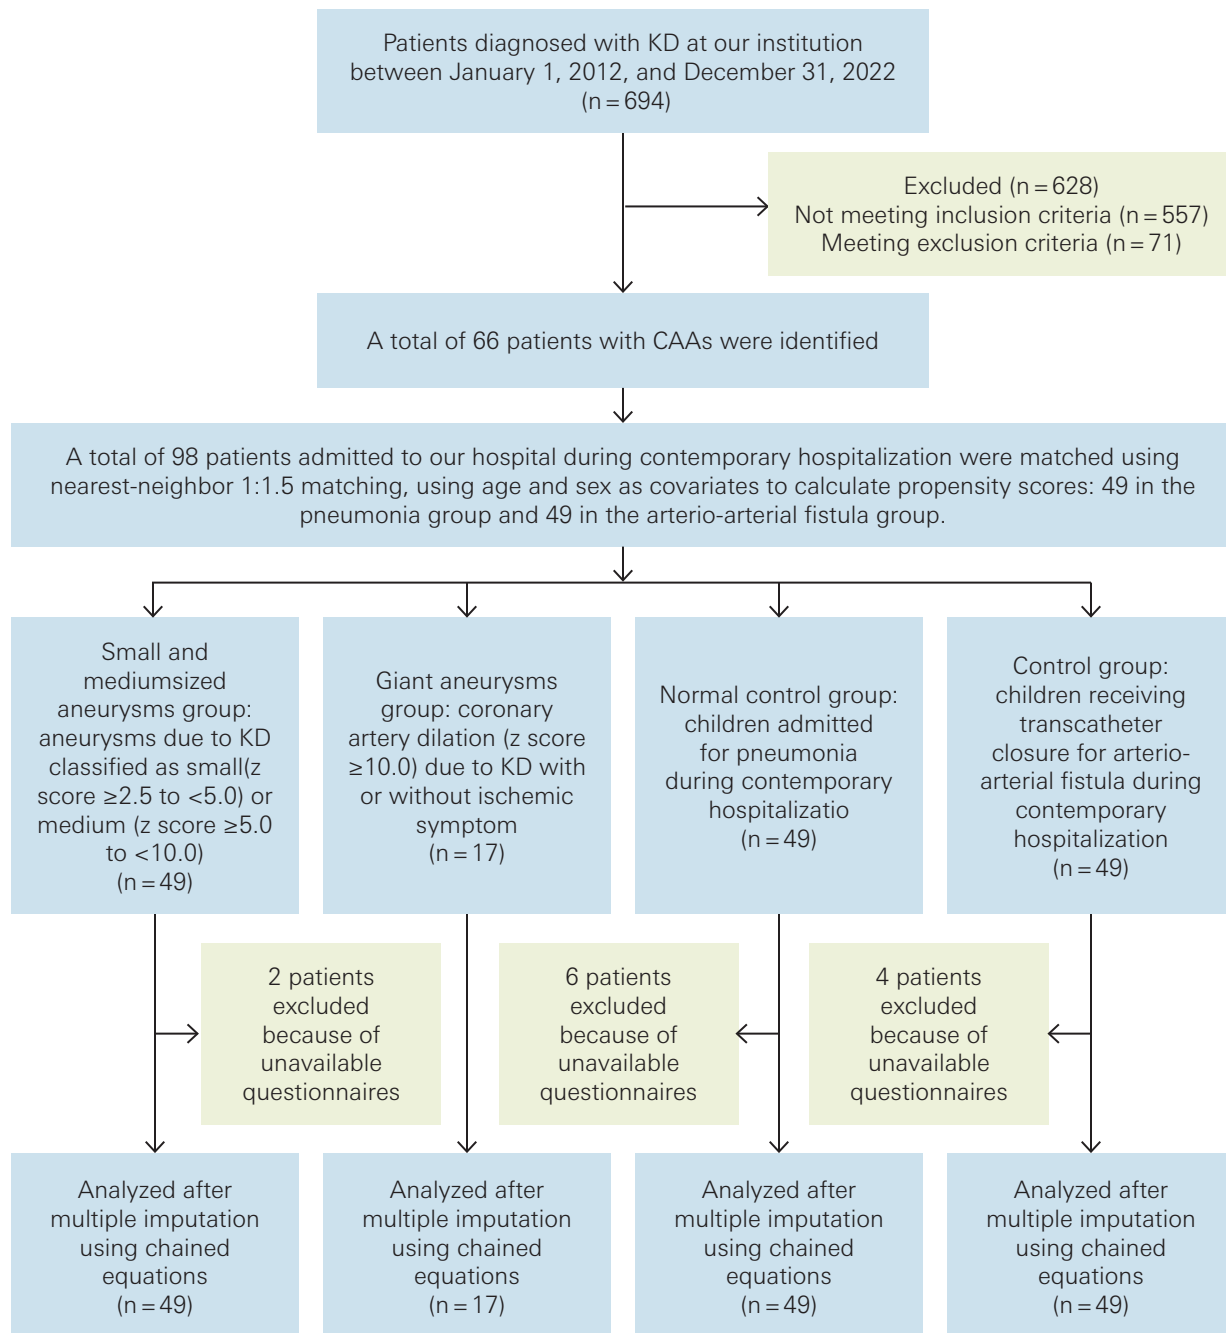 Patients diagnosed with KD at our institution
between January 1, 2012, and December 31, 2022
(n = 694)
Excluded (n = 628)
Not meeting inclusion criteria (n = 557)
Meeting exclusion criteria (n = 71)
A total of 66 patients with CAAs were identified
A total of 98 patients admitted to our hospital during contemporary hospitalization were matched using
nearest-neighbor 1:1.5 matching, using age and sex as covariates to calculate propensity scores: 49 in the
pneumonia group and 49 in the arterio-arterial fistula group.
Small and
mediumsized
aneurysms group:
aneurysms due to KD
classified as small(z
score ≥2.5 to <5.0) or
medium (z score ≥5.0
to <10.0)
(n = 49)
Giant aneurysms
group: coronary
artery dilation (z score
≥10.0) due to KD with
or without ischemic
symptom
(n = 17)
Normal control group:
children admitted
for pneumonia
during contemporary
hospitalizatio
(n = 49)
Control group:
children receiving
transcatheter
closure for arterio-
arterial fistula during
contemporary
hospitalization
(n = 49)
2 patients
excluded
because of
unavailable
questionnaires
6 patients
excluded
because of
unavailable
questionnaires
4 patients
excluded
because of
unavailable
questionnaires
Analyzed after
multiple imputation
using chained
equations
(n = 49)
Analyzed after
multiple imputation
using chained
equations
(n = 17)
Analyzed after
multiple imputation
using chained
equations
(n = 49)
Analyzed after
multiple imputation
using chained
equations
(n = 49)